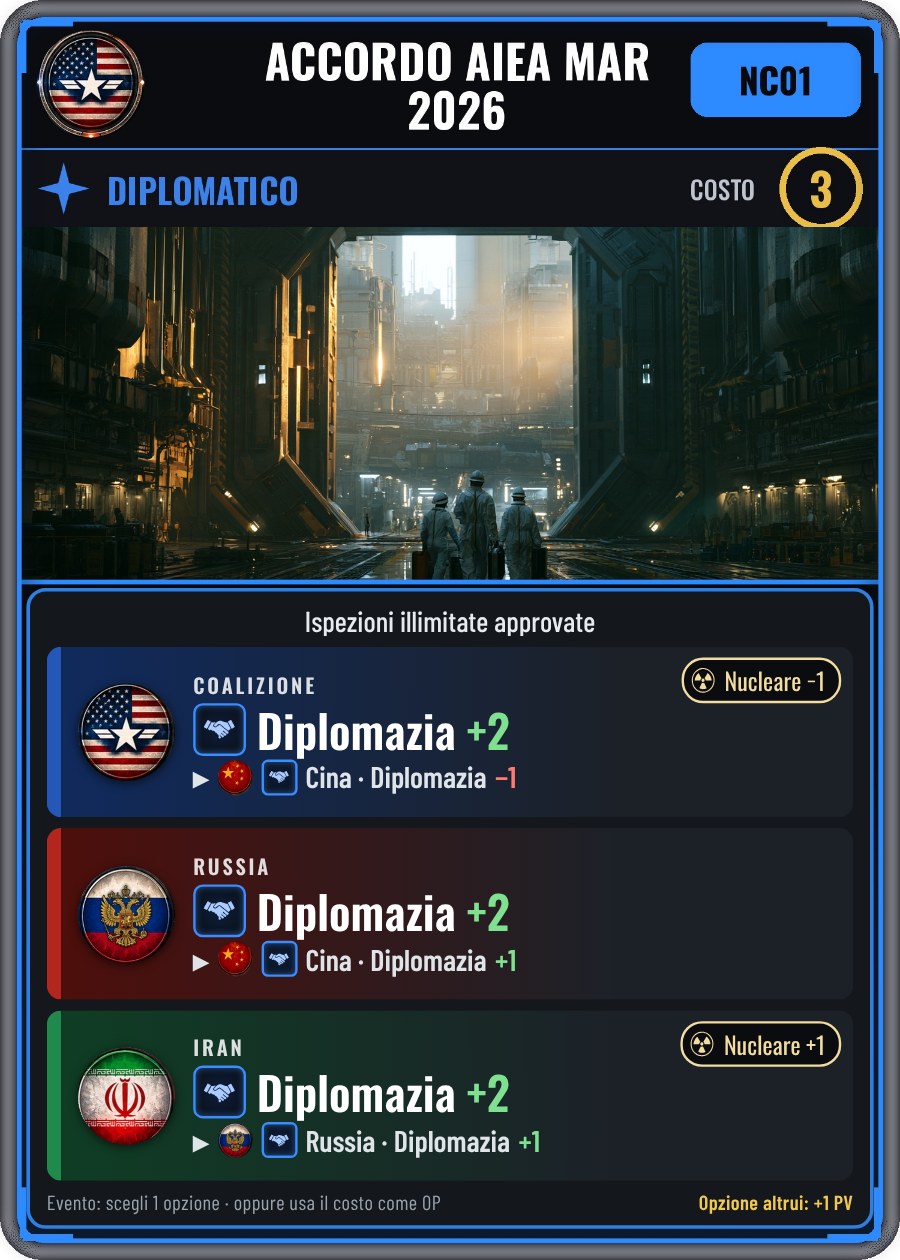 ACCORDO AIEA MAR
2026
NC01
DIPLOMATICO
COSTO
3
Ispezioni illimitate approvate
COALIZIONE
Nucleare −1
Diplomazia +2
▶ Cina · Diplomazia −1
RUSSIA
Diplomazia +2
▶ Cina · Diplomazia +1
IRAN
Nucleare +1
Diplomazia +2
▶ Russia · Diplomazia +1
Evento: scegli 1 opzione · oppure usa il costo come OP
Opzione altrui: +1 PV